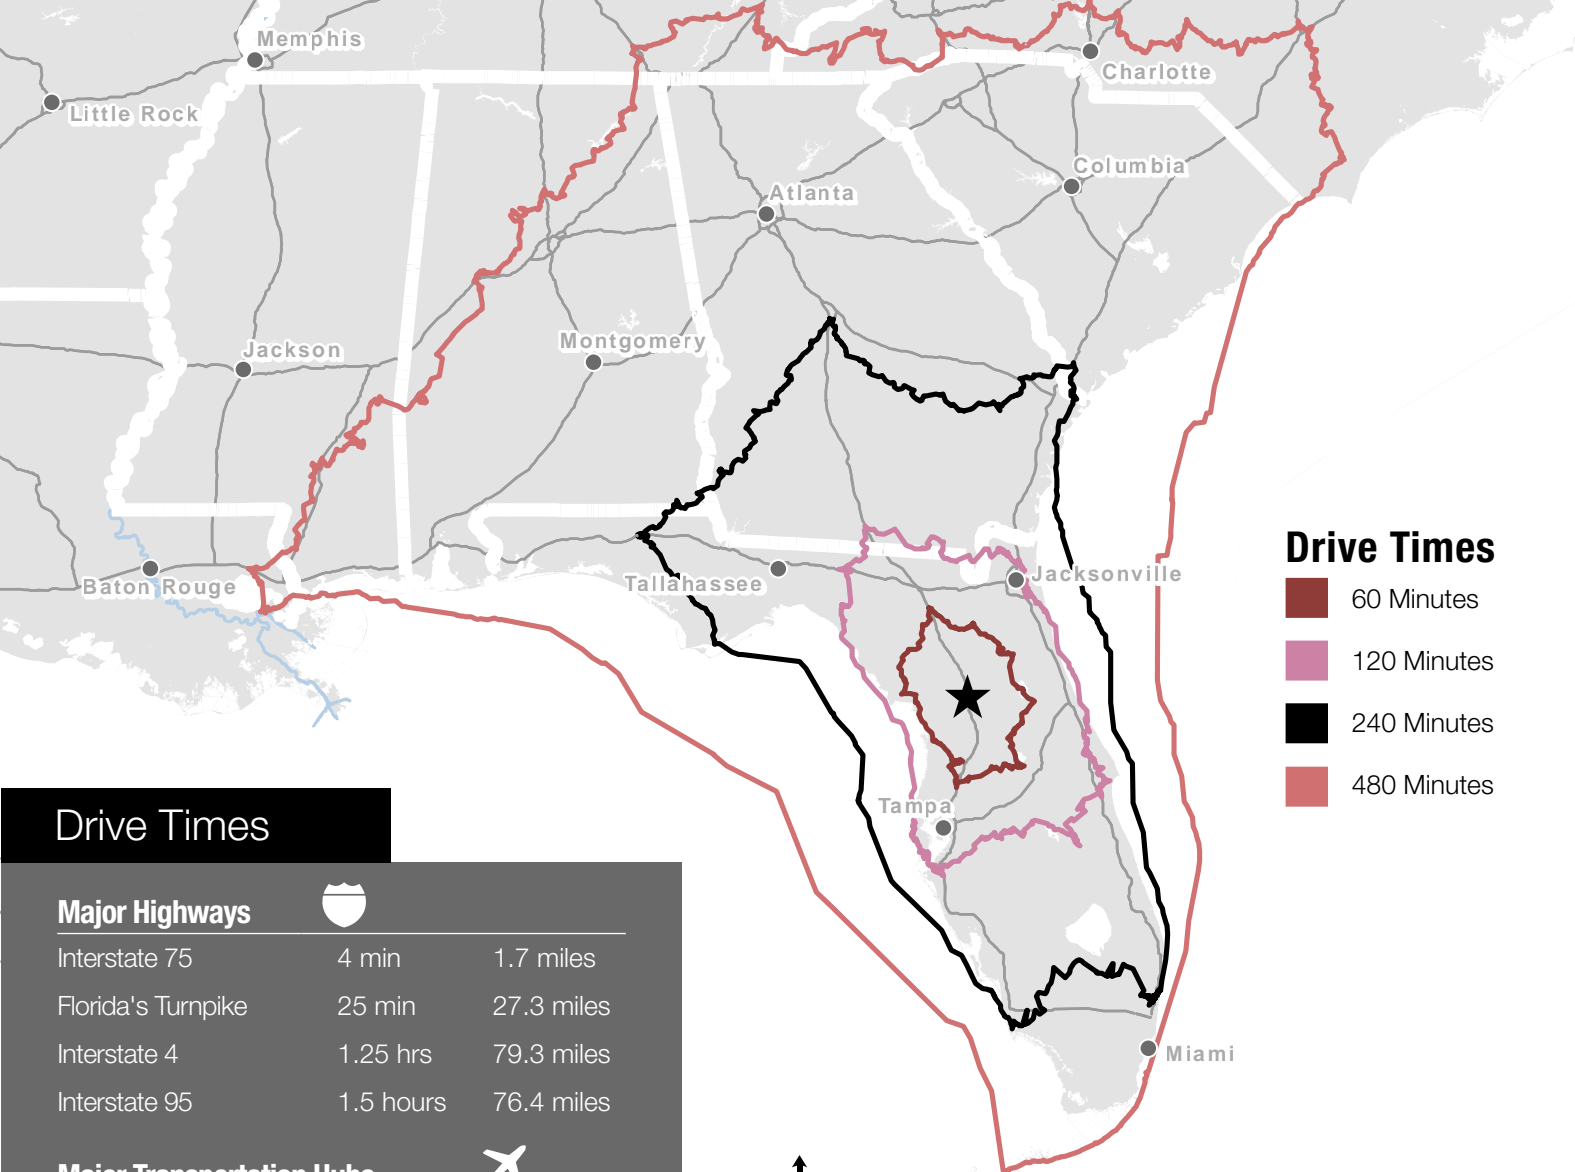 Memphis
Charlotte
Little Rock
Columbia
Atlanta
Montgomery
Jackson
Drive Times
Jacksonville
Tallahassee
Baton Rouge
60 Minutes
120 Minutes
240 Minutes
480 Minutes
Tampa
Miami
Drive Times
Major Highways
Interstate 75 4 min 1.7 miles
Florida's Turnpike 25 min 27.3 miles
Interstate 4 1.25 hrs 79.3 miles
Interstate 95 1.5 hours 76.4 miles
Major Transportation Hubs